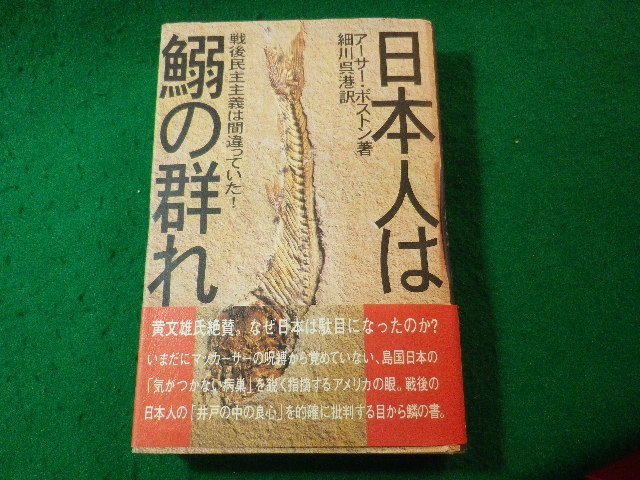 日本人は
鰯の群れ
アーサー・ボストン著
細川呉港訳
戦後民主主義は間違っていた！
黄文雄氏絶賛。なぜ日本は駄目になったのか？
いまだにマッカーサーの呪縛から覚めていない、島国日本の
「気がつかない病巣」を鋭く指摘するアメリカの眼。戦後の
日本人の「井戸の中の良心」を的確に批判する目から鱗の書。